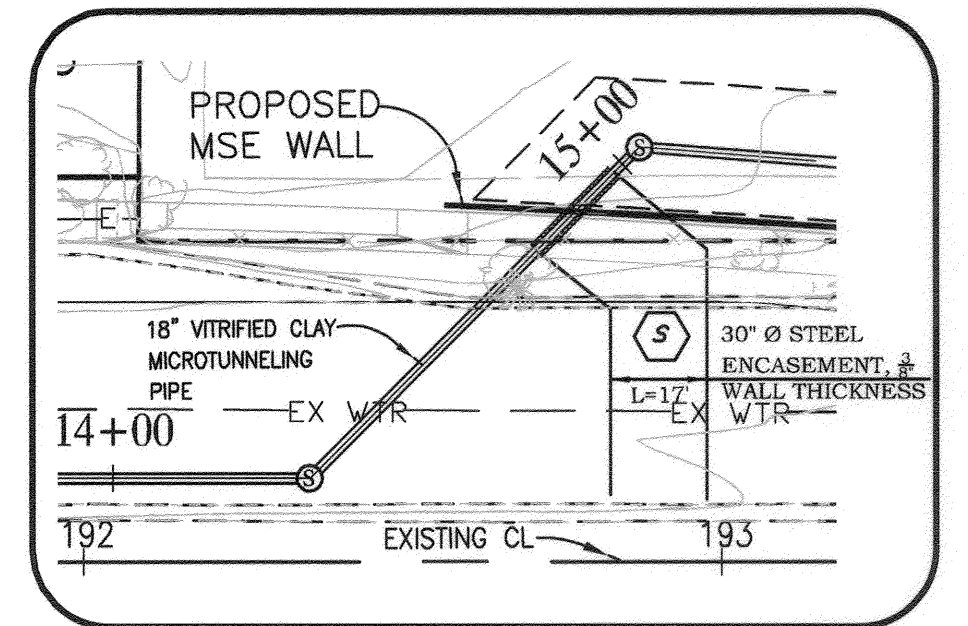 PROPOSED
MSE WALL
15+00
S
E
18" VITRIFIED CLAY
MICROTUNNELING
PIPE
S
30" Ø STEEL
ENCASEMENT, 3/8"
WALL THICKNESS
L=17'
EX WTR
EX WTR
14+00
S
192
EXISTING CL
193